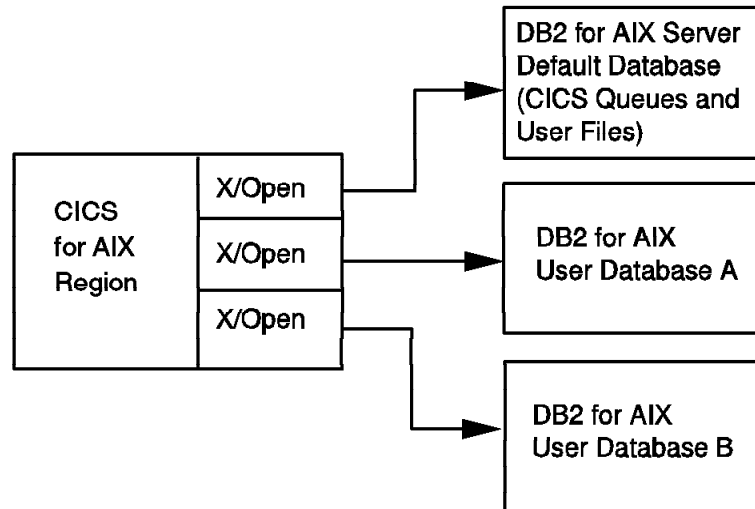 DB2 for AIX Server
Default Database
(CICS Queues and
User Files)
CICS
for AIX
Region
X/Open
X/Open
X/Open
DB2 for AIX
User Database A
DB2 for AIX
User Database B